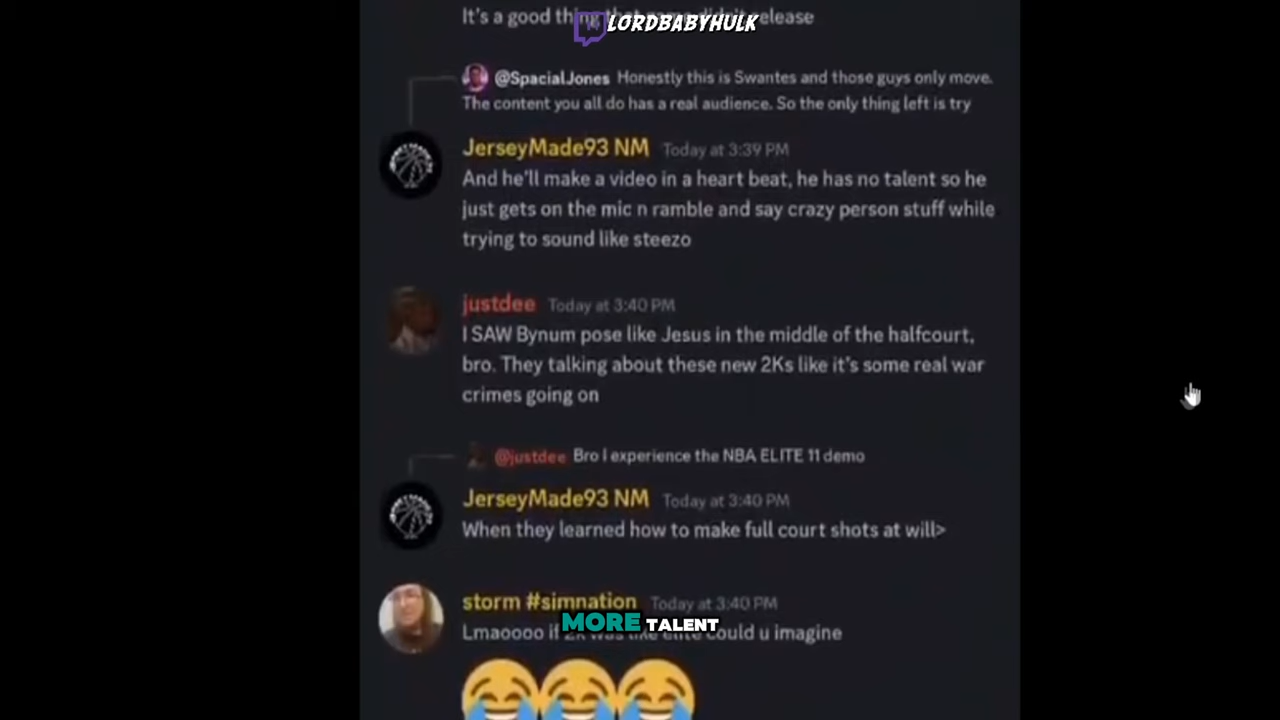 It's a good thing that game didn't release
LORDBABYHULK
@SpacialJones Honestly this is Swantes and those guys only move.
The content you all do has a real audience. So the only thing left is try
JerseyMade93 NM Today at 3:39 PM
And he'll make a video in a heart beat, he has no talent so he
just gets on the mic n ramble and say crazy person stuff while
trying to sound like steezo
justdee Today at 3:40 PM
I SAW Bynum pose like Jesus in the middle of the halfcourt,
bro. They talking about these new 2Ks like it's some real war
crimes going on
@justdee Bro I experience the NBA ELITE 11 demo
JerseyMade93 NM Today at 3:40 PM
When they learned how to make full court shots at will>
storm #simnation Today at 3:40 PM
MORE TALENT
Lmaoooo if 2K was like elite could u imagine